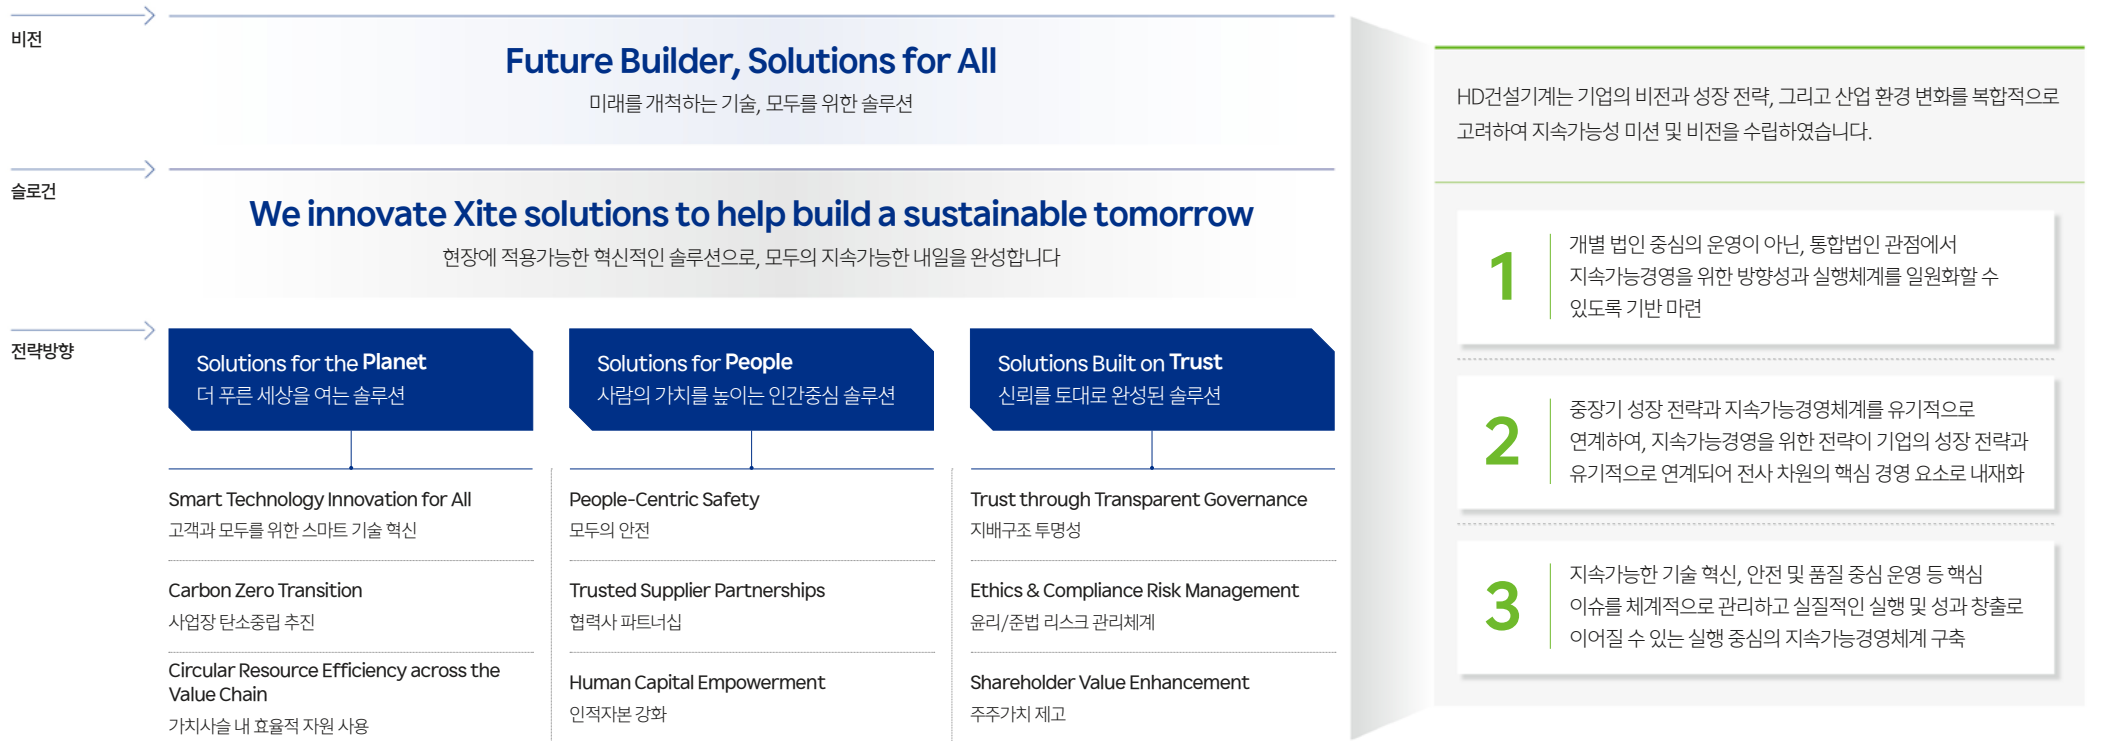 비전
Future Builder, Solutions for All
미래를 개척하는 기술, 모두를 위한 솔루션
슬로건
We innovate Xite solutions to help build a sustainable tomorrow
현장에 적용가능한 혁신적인 솔루션으로, 모두의 지속가능한 내일을 완성합니다
전략방향
Solutions for the Planet
더 푸른 세상을 여는 솔루션
Smart Technology Innovation for All
고객과 모두를 위한 스마트 기술 혁신
Carbon Zero Transition
사업장 탄소중립 추진
Circular Resource Efficiency across the
Value Chain
가치사슬 내 효율적 자원 사용
Solutions for People
사람의 가치를 높이는 인간중심 솔루션
People-Centric Safety
모두의 안전
Trusted Supplier Partnerships
협력사 파트너십
Human Capital Empowerment
인적자본 강화
Solutions Built on Trust
신뢰를 토대로 완성된 솔루션
Trust through Transparent Governance
지배구조 투명성
Ethics & Compliance Risk Management
윤리/준법 리스크 관리체계
Shareholder Value Enhancement
주주가치 제고
HD건설기계는 기업의 비전과 성장 전략, 그리고 산업 환경 변화를 복합적으로
고려하여 지속가능성 미션 및 비전을 수립하였습니다.
1
개별 법인 중심의 운영이 아닌, 통합법인 관점에서
지속가능경영을 위한 방향성과 실행체계를 일원화할 수
있도록 기반 마련
2
중장기 성장 전략과 지속가능경영체계를 유기적으로
연계하여, 지속가능경영을 위한 전략이 기업의 성장 전략과
유기적으로 연계되어 전사 차원의 핵심 경영 요소로 내재화
3
지속가능한 기술 혁신, 안전 및 품질 중심 운영 등 핵심
이슈를 체계적으로 관리하고 실질적인 실행 및 성과 창출로
이어질 수 있는 실행 중심의 지속가능경영체계 구축